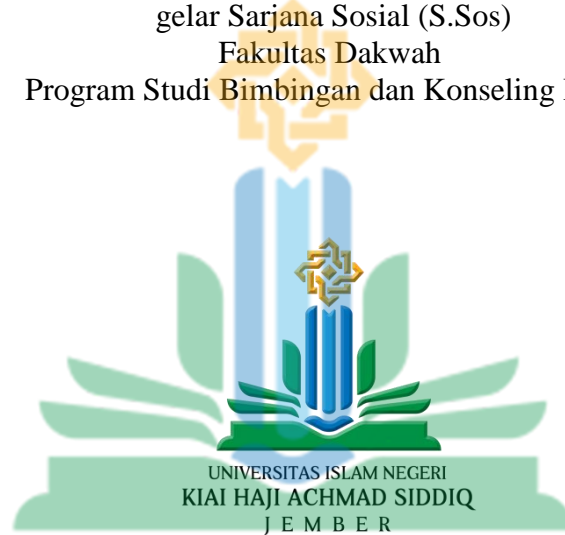 gelar Sarjana Sosial (S.Sos)
Fakultas Dakwah
Program Studi Bimbingan dan Konseling
UNIVERSITAS ISLAM NEGERI
KIAI HAJI ACHMAD SIDDIQ
J E M B E R